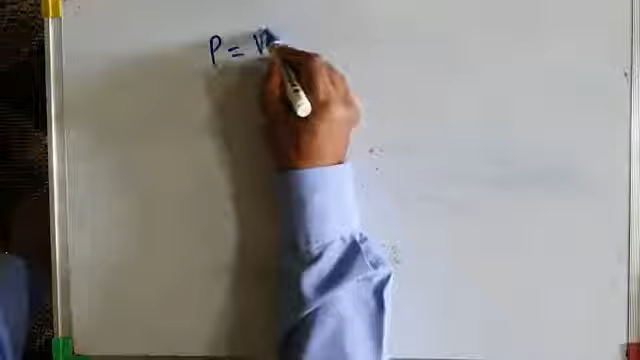 P = V